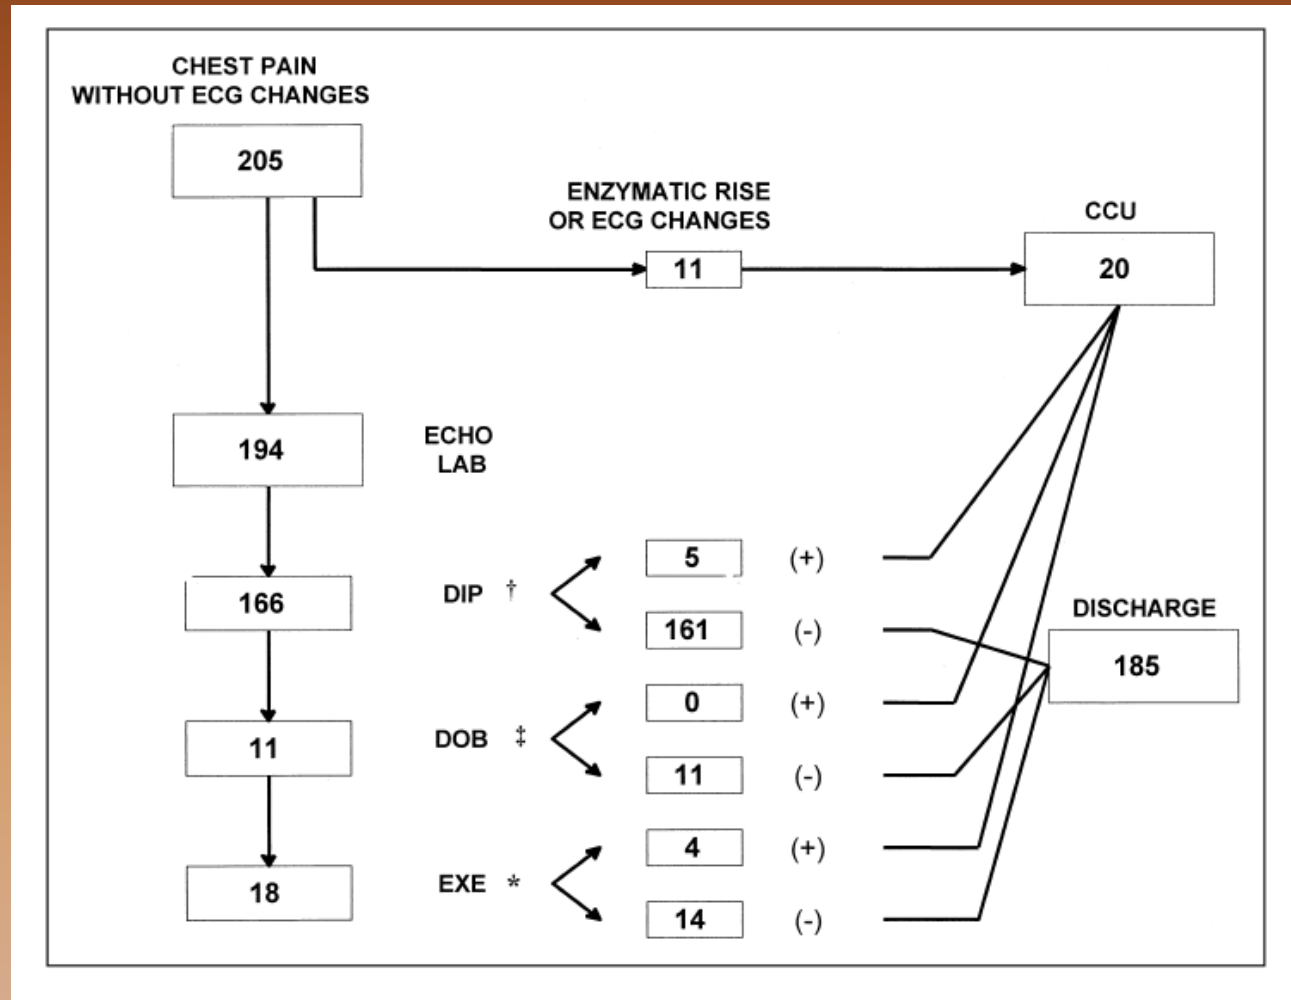 CHEST PAIN
WITHOUT ECG CHANGES
205
ENZYMATIC RISE
OR ECG CHANGES
11
CCU
20
194
ECHO
LAB
166
DIP †
5 (+)
161 (-)
DISCHARGE
185
11
DOB ‡
0 (+)
11 (-)
18
EXE *
4 (+)
14 (-)